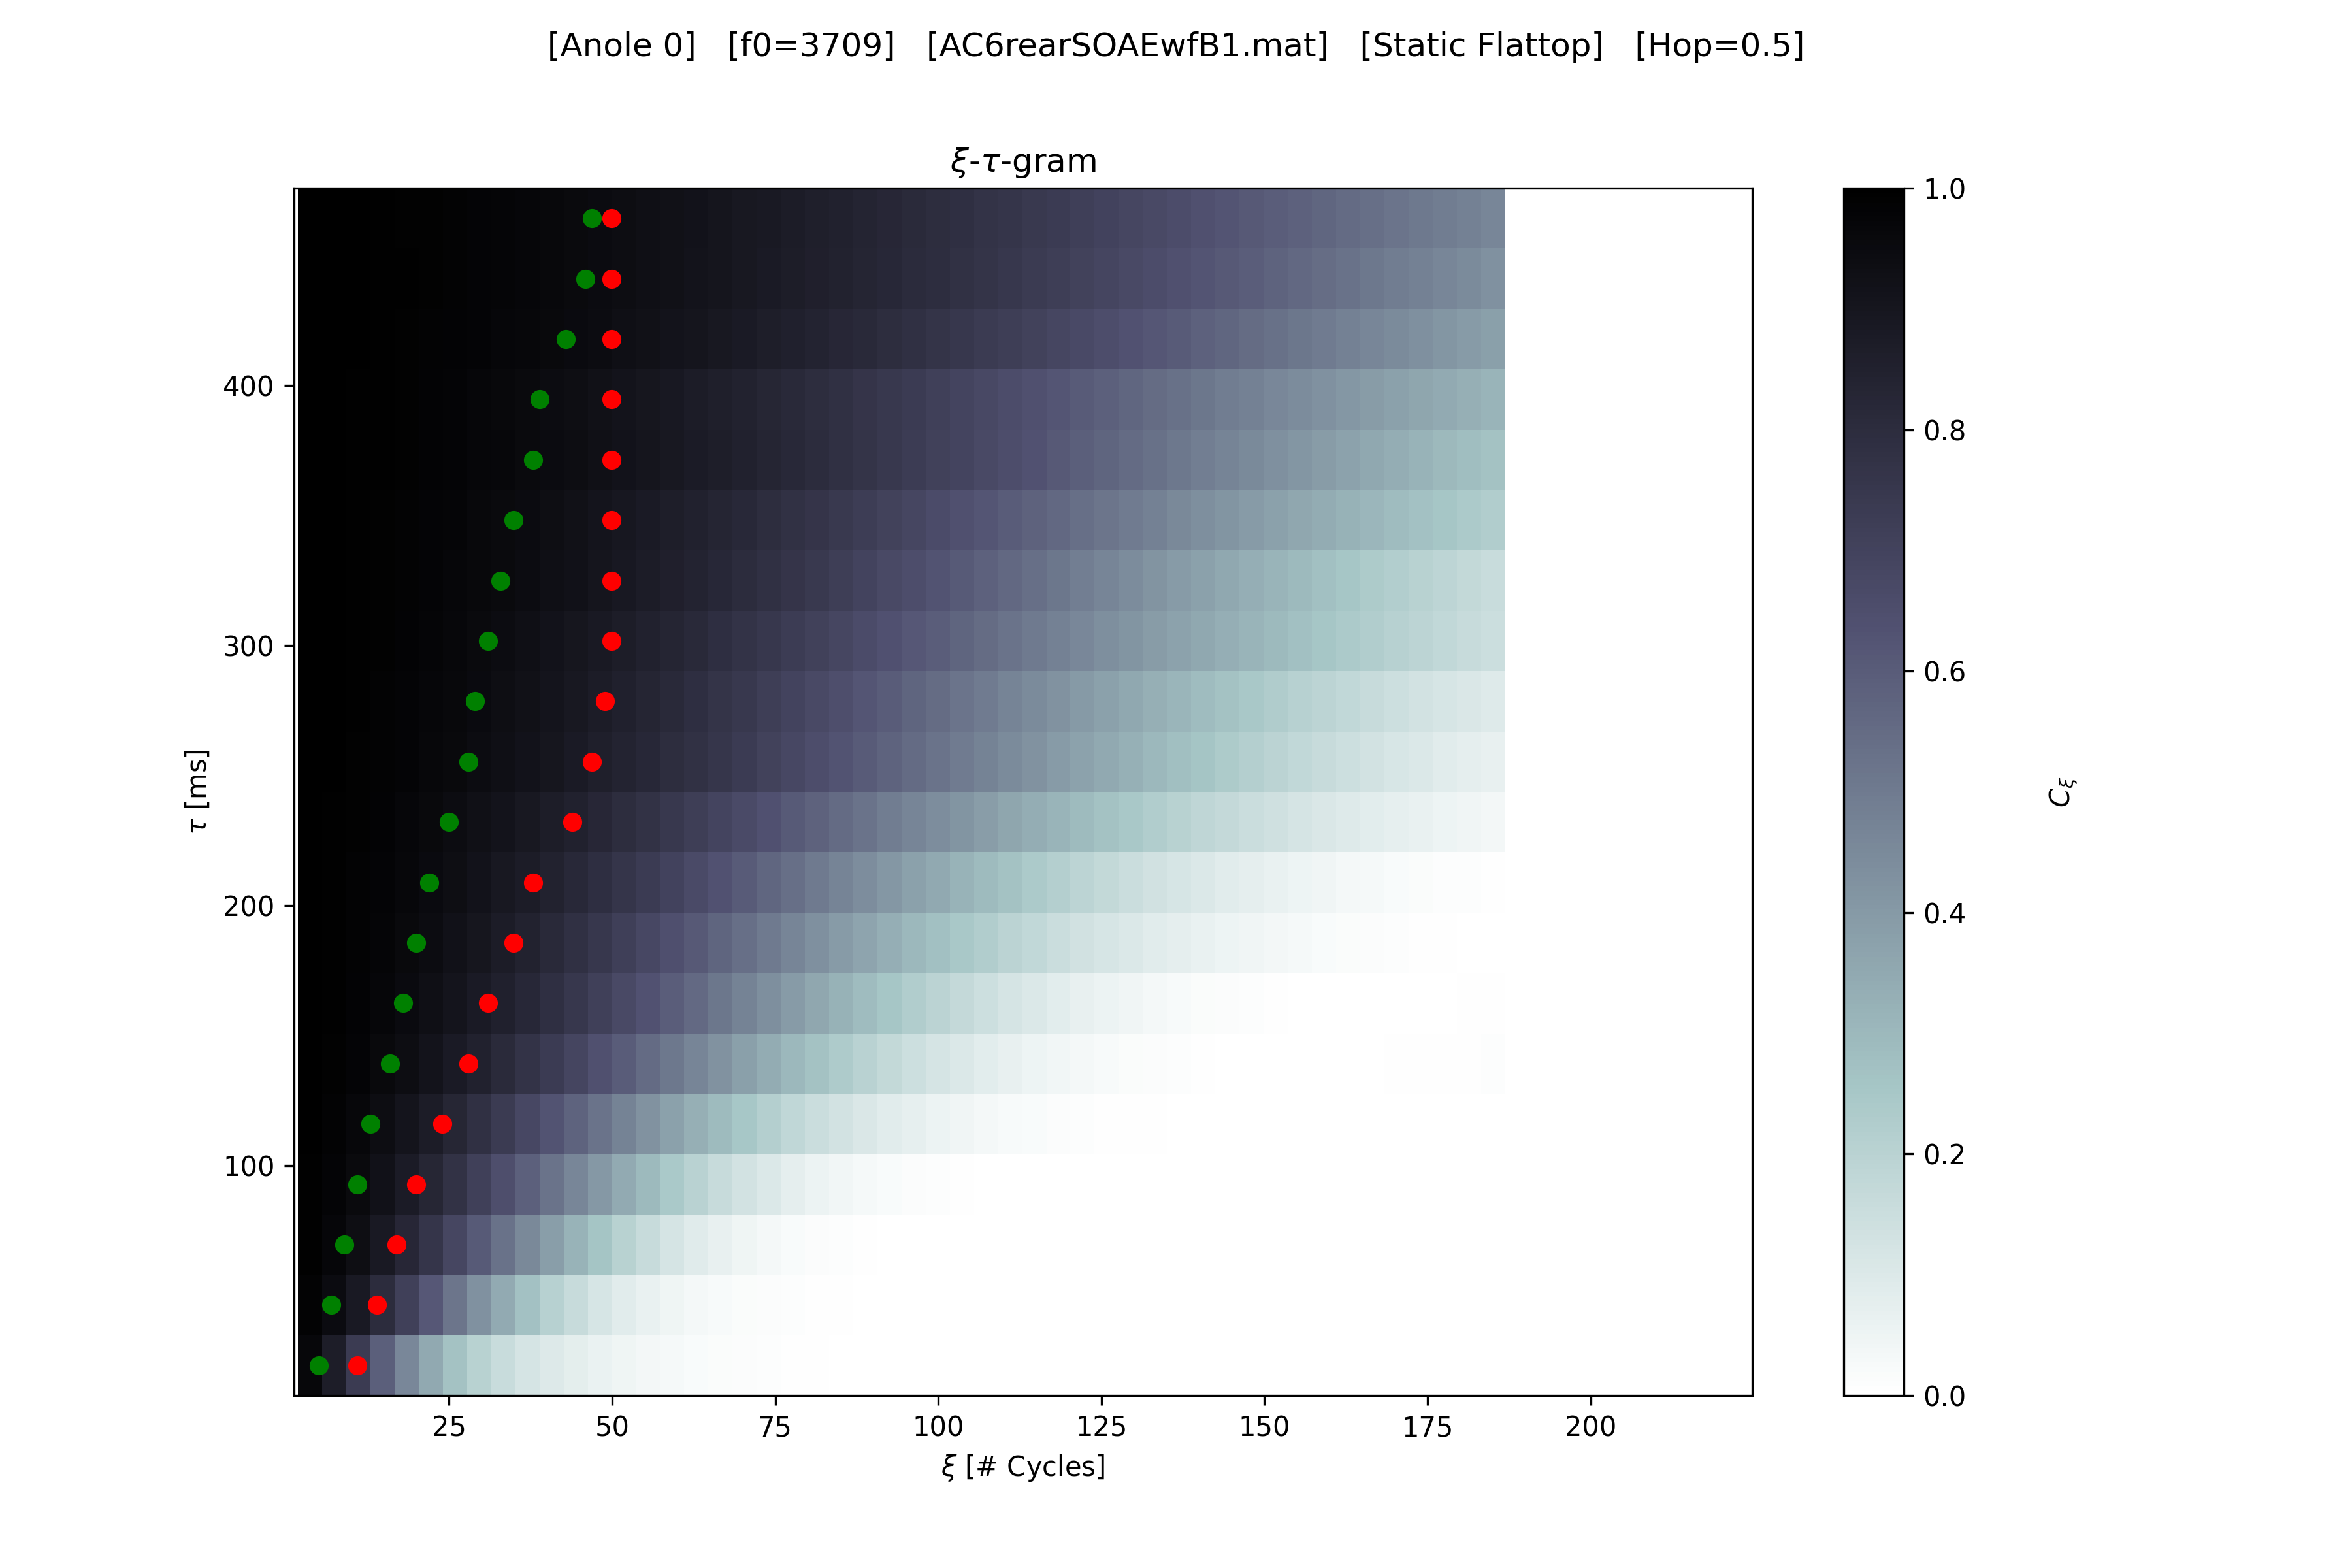 [Anole 0]   [f0=3709]   [AC6rearSOAEwfB1.mat]   [Static Flattop]   [Hop=0.5]
ξ-τ-gram
400
300
200
100
τ [ms]
25 50 75 100 125 150 175 200
ξ [# Cycles]
1.0
0.8
0.6
0.4
0.2
0.0
C_ξ